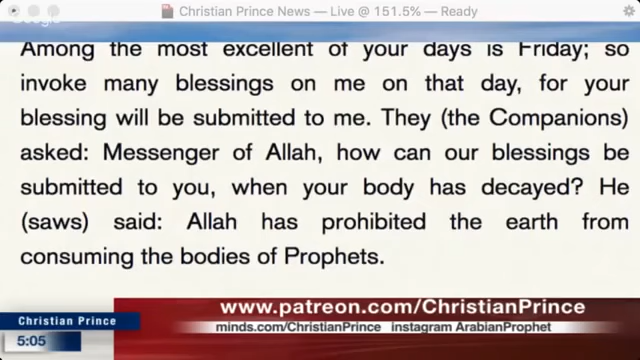 Christian Prince News — Live @ 151.5% — Ready
Among the most excellent of your days is Friday; so
invoke many blessings on me on that day, for your
blessing will be submitted to me. They (the Companions)
asked: Messenger of Allah, how can our blessings be
submitted to you, when your body has decayed? He
(saws) said: Allah has prohibited the earth from
consuming the bodies of Prophets.
www.patreon.com/ChristianPrince
Christian Prince
minds.com/ChristianPrince instagram ArabianProphet
5:05